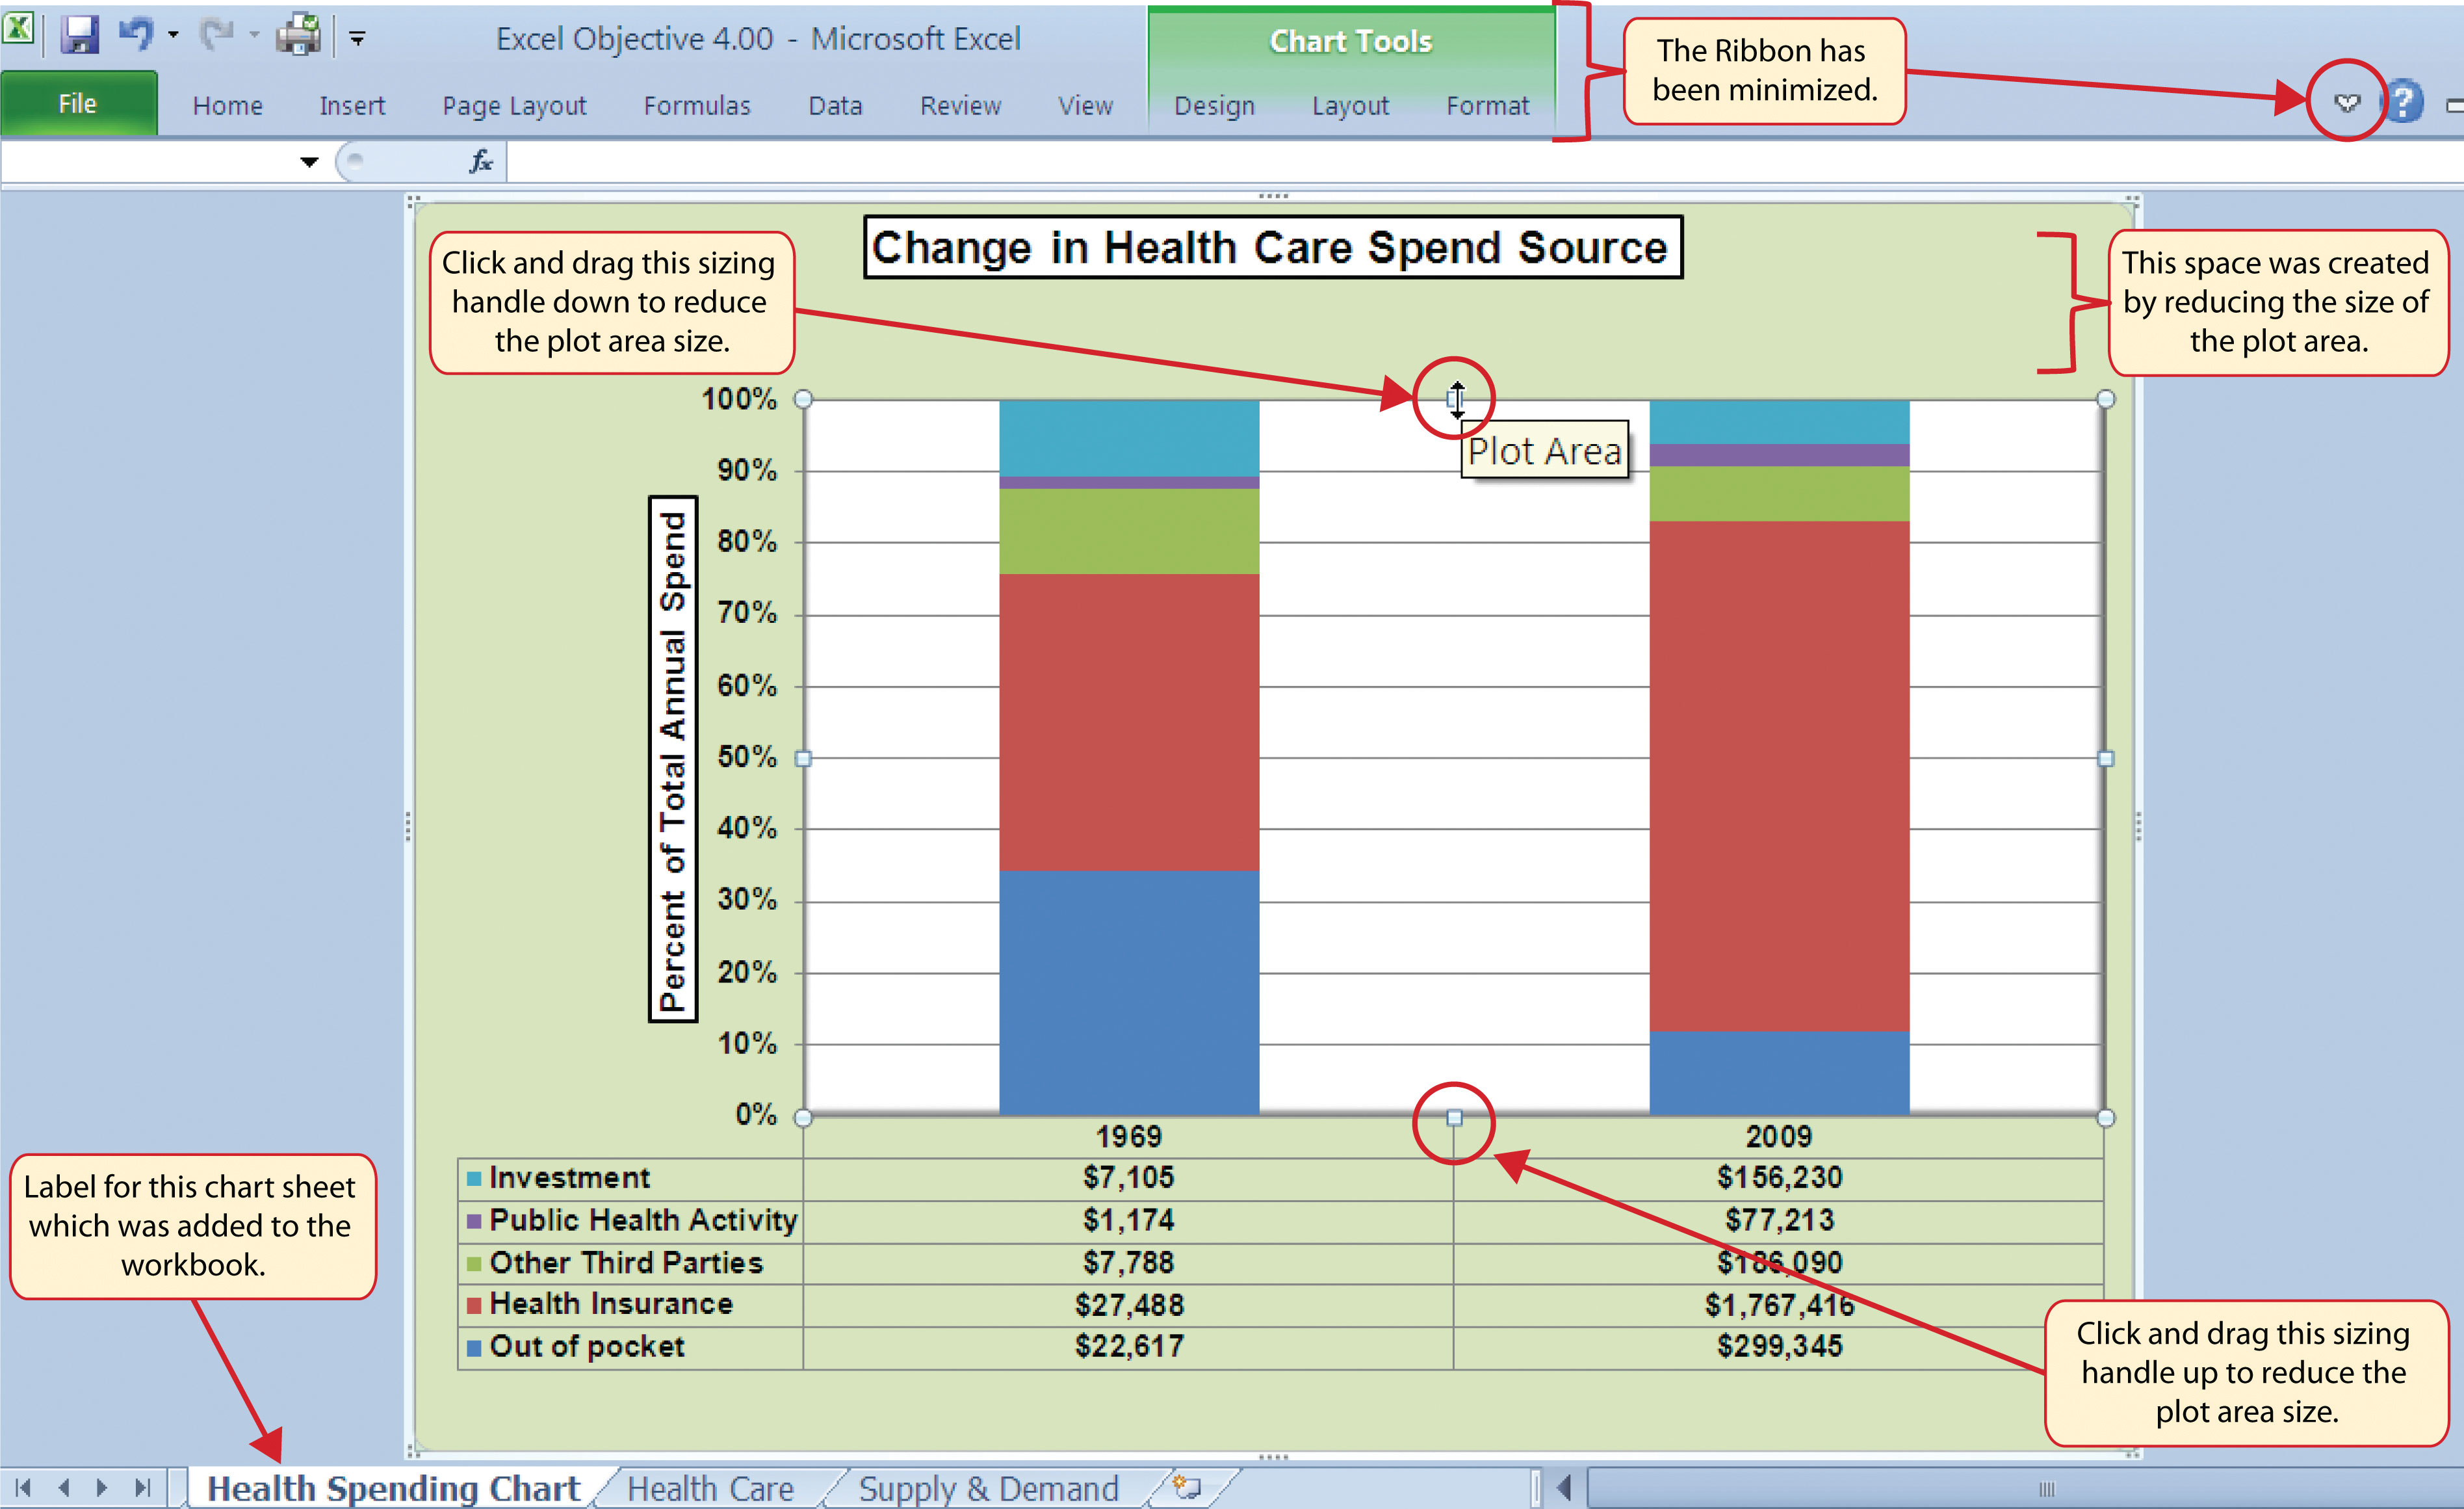 Excel Objective 4.00 - Microsoft Excel
Chart Tools
File Home Insert Page Layout Formulas Data Review View Design Layout Format
The Ribbon has
been minimized.
?
fx
Change in Health Care Spend Source
Click and drag this sizing
handle down to reduce
the plot area size.
This space was created
by reducing the size of
the plot area.
Plot Area
Percent of Total Annual Spend
100%
90%
80%
70%
60%
50%
40%
30%
20%
10%
0%
1969 2009
Investment $7,105 $156,230
Public Health Activity $1,174 $77,213
Other Third Parties $7,788 $186,090
Health Insurance $27,488 $1,767,416
Out of pocket $22,617 $299,345
Label for this chart sheet
which was added to the
workbook.
Click and drag this sizing
handle up to reduce the
plot area size.
Health Spending Chart Health Care Supply & Demand